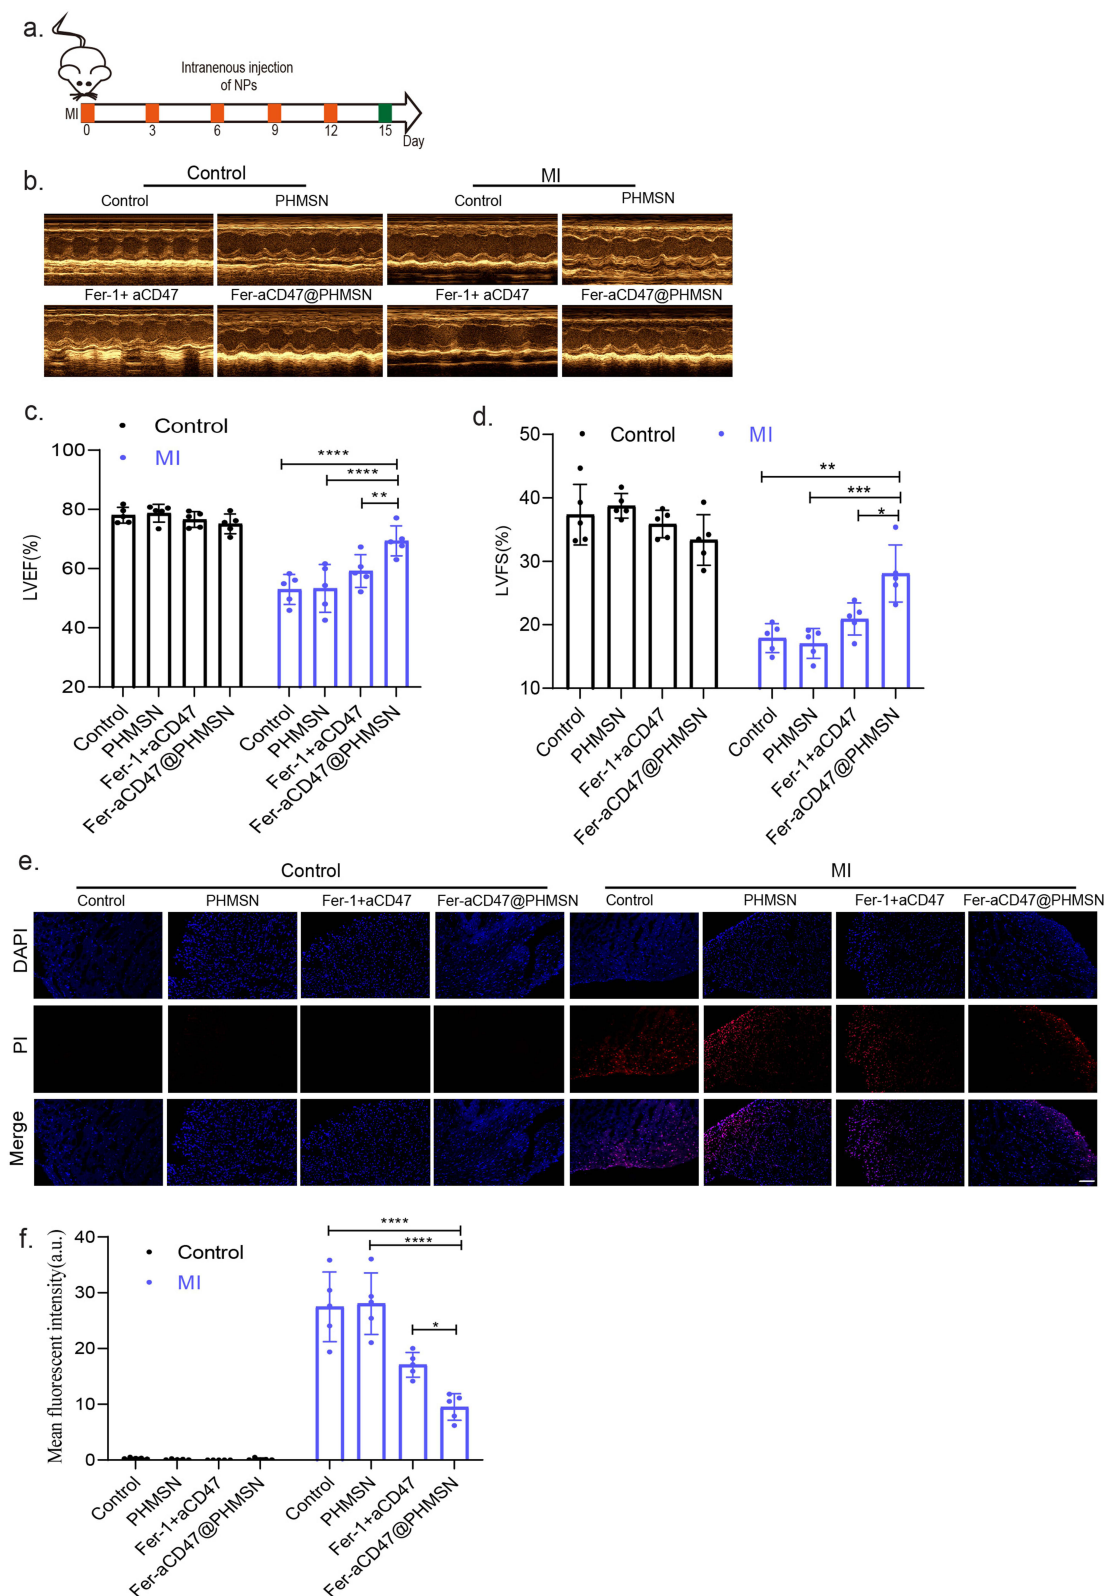 a.
Intranenous injection
of NPs
MI
0 3 6 9 12 15
Day
b.
Control MI
Control PHMSN Control PHMSN
Fer-1+ aCD47 Fer-aCD47@PHMSN Fer-1+ aCD47 Fer-aCD47@PHMSN
c.
Control
MI
LVEF(%)
100
80
60
40
20
**** 
****
**
Control PHMSN Fer-1+aCD47 Fer-aCD47@PHMSN Control PHMSN Fer-1+aCD47 Fer-aCD47@PHMSN
d.
Control MI
LVFS(%)
50
40
30
20
10
**
***
*
Control PHMSN Fer-1+aCD47 Fer-aCD47@PHMSN Control PHMSN Fer-1+aCD47 Fer-aCD47@PHMSN
e.
Control MI
Control PHMSN Fer-1+aCD47 Fer-aCD47@PHMSN Control PHMSN Fer-1+aCD47 Fer-aCD47@PHMSN
DAPI
PI
Merge
f.
Control
MI
Mean fluorescent intensity(a.u.)
40
30
20
10
0
****
****
*
Control PHMSN Fer-1+aCD47 Fer-aCD47@PHMSN Control PHMSN Fer-1+aCD47 Fer-aCD47@PHMSN